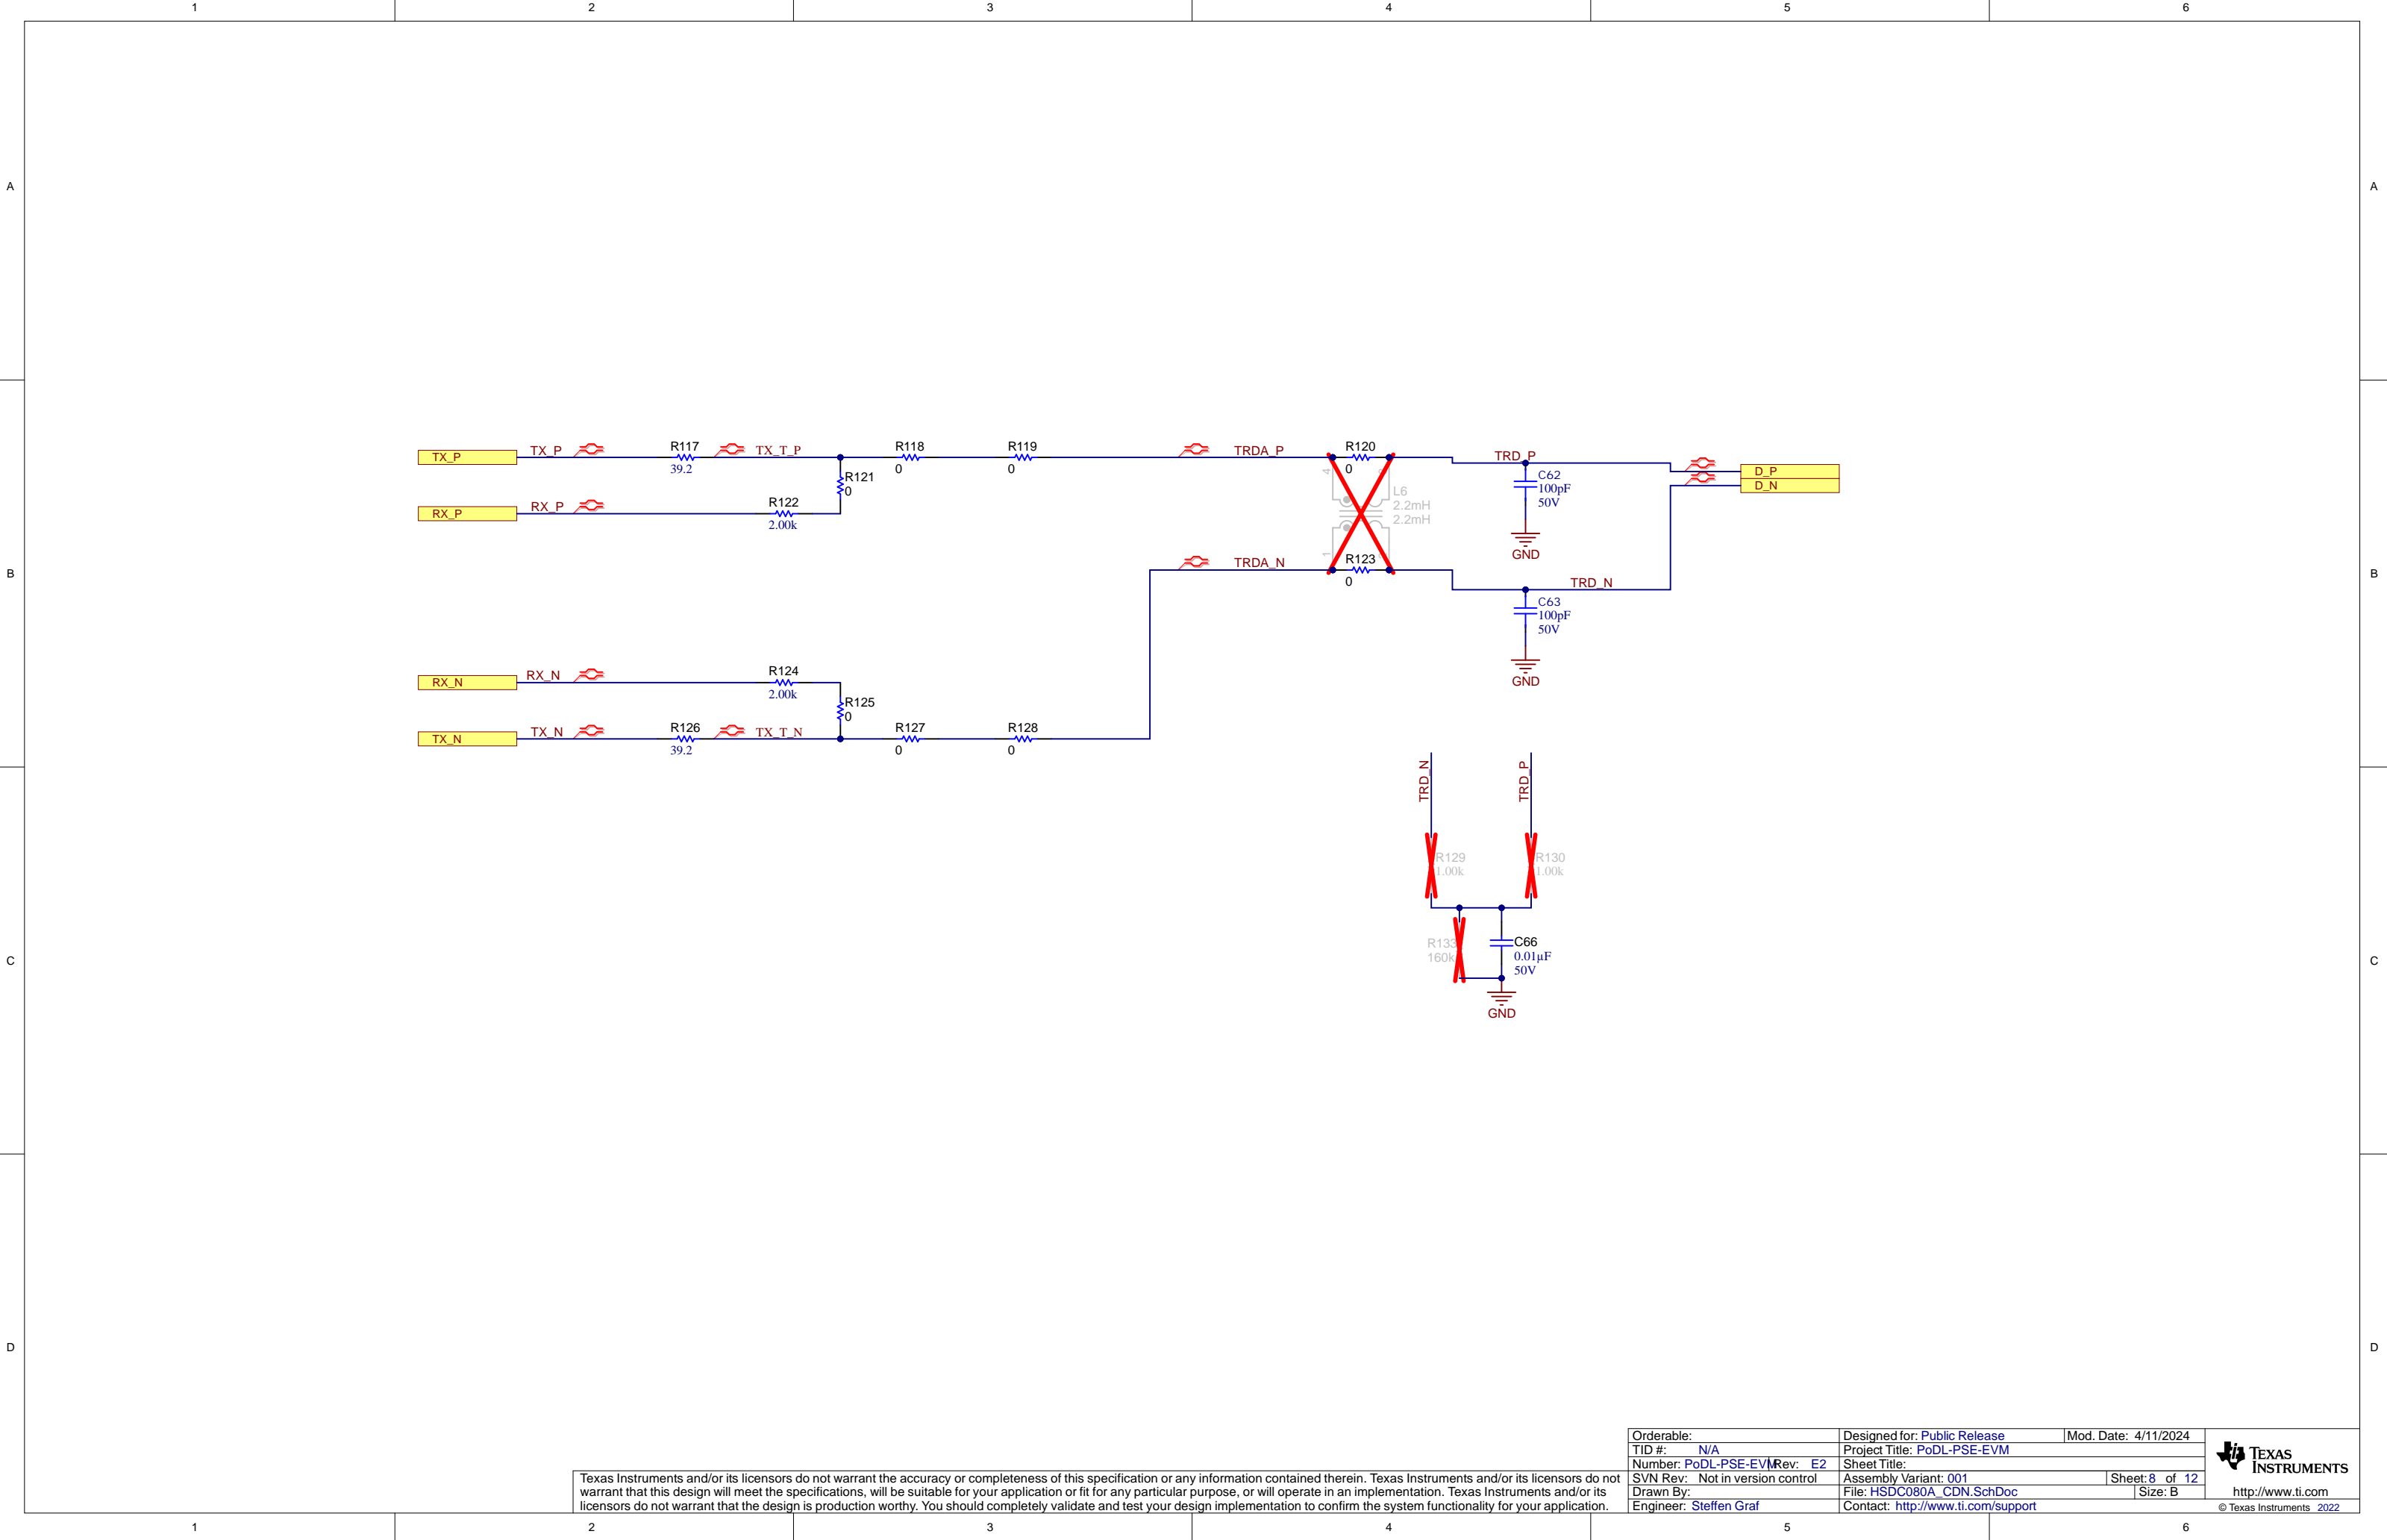 1 2 3 4 5 6
A A
R117 R118 R119 R120
TX_P TX_P TX_T_P TRDA_P TRD_P
39.2 0 0 0
4
D_P
D_N
C62
100pF
50V
GND
R121
0
L6
2.2mH
2.2mH
RX_P RX_P R122
2.00k
1
TRDA_N R123
0
B B
TRD_N
C63
100pF
50V
GND
RX_N RX_N R124
2.00k
R125
0
TX_N TX_N R126 TX_T_N R127 R128
39.2 0 0
TRD_N TRD_P
R129 R130
1.00k 1.00k
R133 C66
160k 0.01µF
50V
GND
C C
D D
Texas Instruments and/or its licensors do not warrant the accuracy or completeness of this specification or any information contained therein. Texas Instruments and/or its licensors do not
warrant that this design will meet the specifications, will be suitable for your application or fit for any particular purpose, or will operate in an implementation. Texas Instruments and/or its
licensors do not warrant that the design is production worthy. You should completely validate and test your design implementation to confirm the system functionality for your application.
Orderable: Designed for: Public Release Mod. Date: 4/11/2024
TID #: N/A Project Title: PoDL-PSE-EVM
Number: PoDL-PSE-EVM Rev: E2 Sheet Title:
SVN Rev: Not in version control Assembly Variant: 001 Sheet: 8 of 12
Drawn By: File: HSDC080A_CDN.SchDoc Size: B
Engineer: Steffen Graf Contact: http://www.ti.com/support
TEXAS
INSTRUMENTS
http://www.ti.com
© Texas Instruments 2022
1 2 3 4 5 6